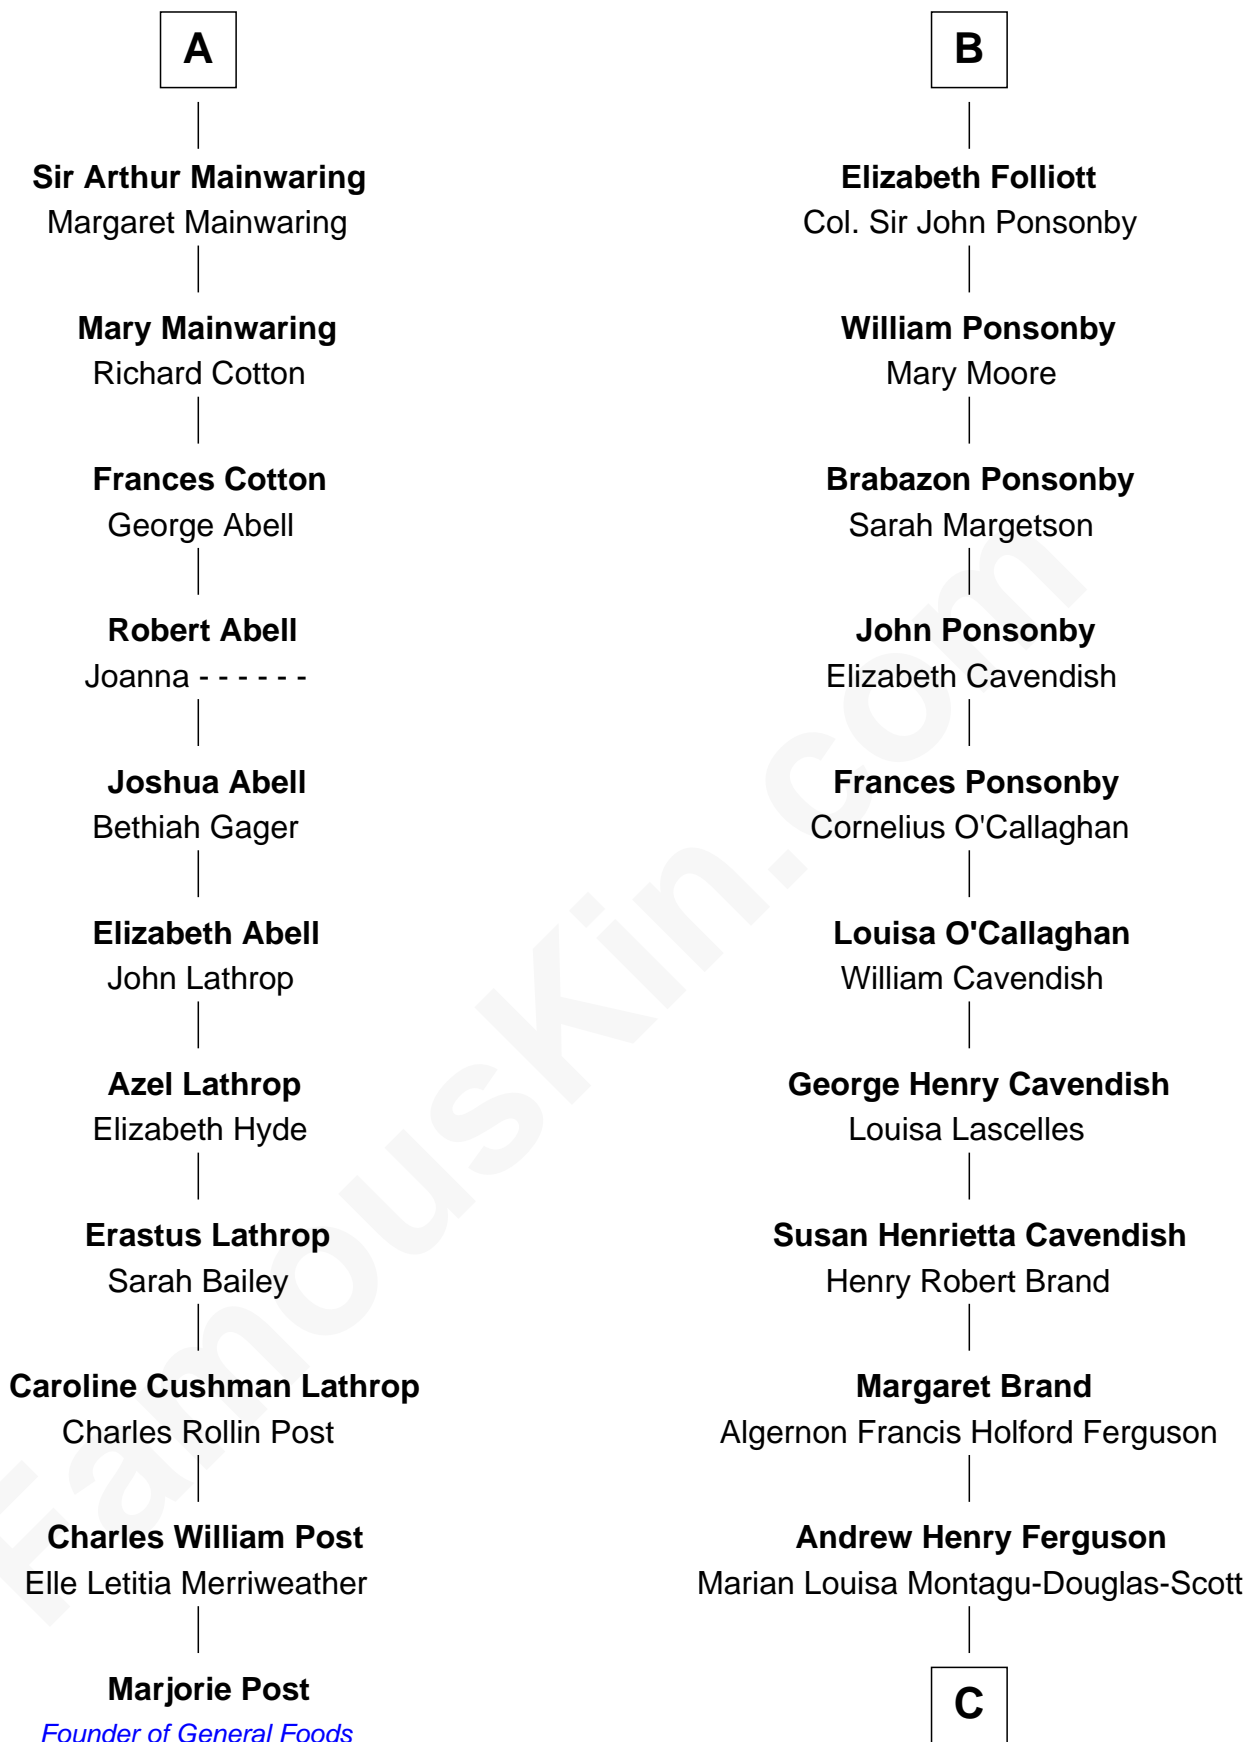 A
Sir Arthur Mainwaring
Margaret Mainwaring
Mary Mainwaring
Richard Cotton
Frances Cotton
George Abell
Robert Abell
Joanna - - - - - -
Joshua Abell
Bethiah Gager
Elizabeth Abell
John Lathrop
Azel Lathrop
Elizabeth Hyde
Erastus Lathrop
Sarah Bailey
Caroline Cushman Lathrop
Charles Rollin Post
Charles William Post
Elle Letitia Merriweather
Marjorie Post
Founder of General Foods
B
Elizabeth Folliott
Col. Sir John Ponsonby
William Ponsonby
Mary Moore
Brabazon Ponsonby
Sarah Margetson
John Ponsonby
Elizabeth Cavendish
Frances Ponsonby
Cornelius O'Callaghan
Louisa O'Callaghan
William Cavendish
George Henry Cavendish
Louisa Lascelles
Susan Henrietta Cavendish
Henry Robert Brand
Margaret Brand
Algernon Francis Holford Ferguson
Andrew Henry Ferguson
Marian Louisa Montagu-Douglas-Scott
C
FamousKin.com